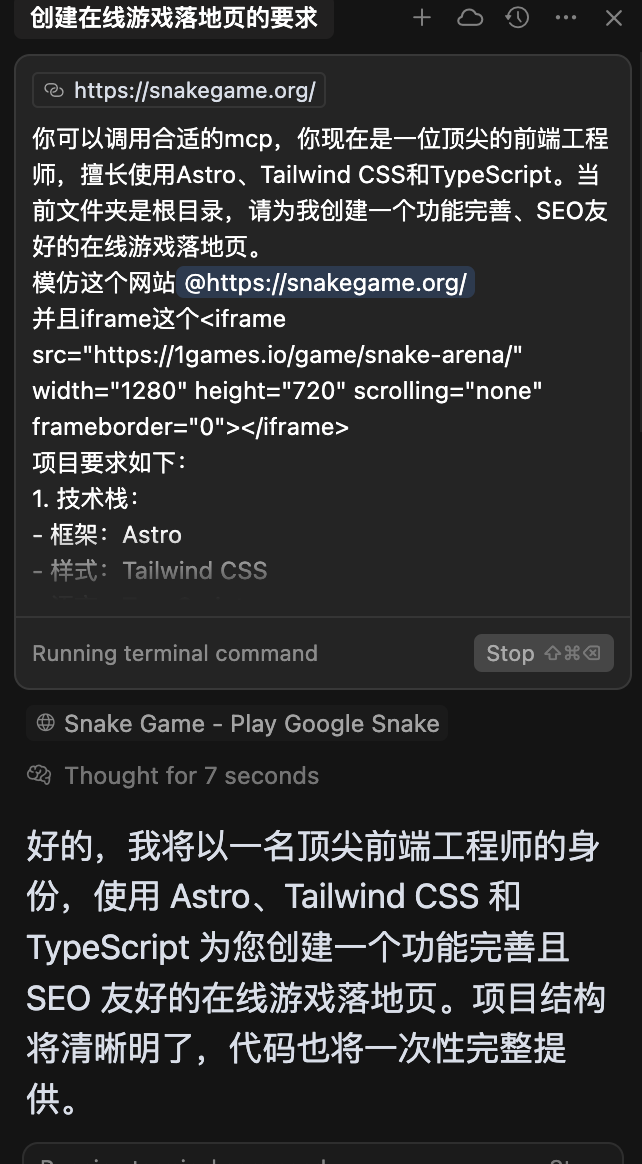 创建在线游戏落地页的要求
https://snakegame.org/
你可以调用合适的mcp，你现在是一位顶尖的前端工程
师，擅长使用Astro、Tailwind CSS和TypeScript。当
前文件夹是根目录，请为我创建一个功能完善、SEO友
好的在线游戏落地页。
模仿这个网站 @https://snakegame.org/
并且iframe这个<iframe
src="https://1games.io/game/snake-arena/"
width="1280" height="720" scrolling="none"
frameborder="0"></iframe>
项目要求如下：
1. 技术栈：
- 框架：Astro
- 样式：Tailwind CSS
Running terminal command Stop ⇧⌘⌫
Snake Game - Play Google Snake
Thought for 7 seconds
好的，我将以一名顶尖前端工程师的身
份，使用 Astro、Tailwind CSS 和
TypeScript 为您创建一个功能完善且
SEO 友好的在线游戏落地页。项目结构
将清晰明了，代码也将一次性完整提
供。